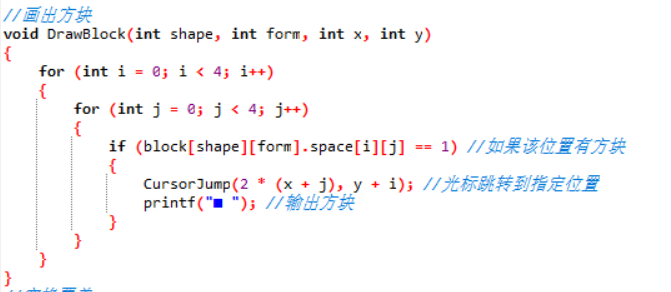 //画出方块
void DrawBlock(int shape, int form, int x, int y)
{
for (int i = 0; i < 4; i++)
{
for (int j = 0; j < 4; j++)
{
if (block[shape][form].space[i][j] == 1) //如果该位置有方块
{
CursorJump(2 * (x + j), y + i); //光标跳转到指定位置
printf("■ "); //输出方块
}
}
}
}